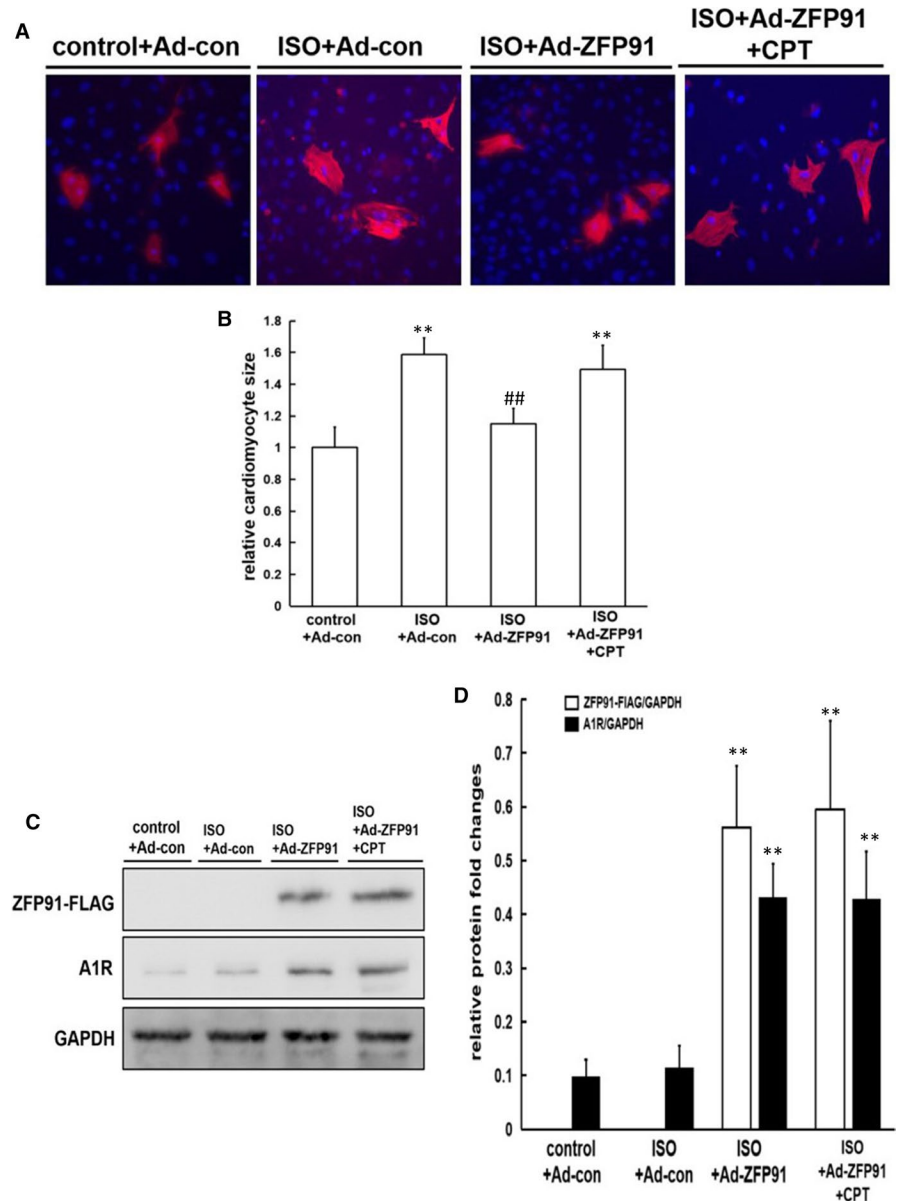 A
control+Ad-con
ISO+Ad-con
ISO+Ad-ZFP91
ISO+Ad-ZFP91
+CPT
B
relative cardiomyocyte size
1.8
1.6
1.4
1.2
1
0.8
0.6
0.4
0.2
0
**
##
**
control
+Ad-con
ISO
+Ad-con
ISO
+Ad-ZFP91
ISO
+Ad-ZFP91
+CPT
C
control
+Ad-con
ISO
+Ad-con
ISO
+Ad-ZFP91
ISO
+Ad-ZFP91
+CPT
ZFP91-FLAG
A1R
GAPDH
D
relative protein fold changes
0.8
0.7
0.6
0.5
0.4
0.3
0.2
0.1
0
ZFP91-FlAG/GAPDH
A1R/GAPDH
**
**
**
**
control
+Ad-con
ISO
+Ad-con
ISO
+Ad-ZFP91
ISO
+Ad-ZFP91
+CPT